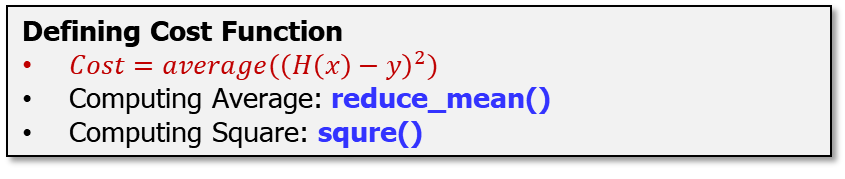 Defining Cost Function
• Cost = average((H(x) − y)²)
• Computing Average: reduce_mean()
• Computing Square: squre()